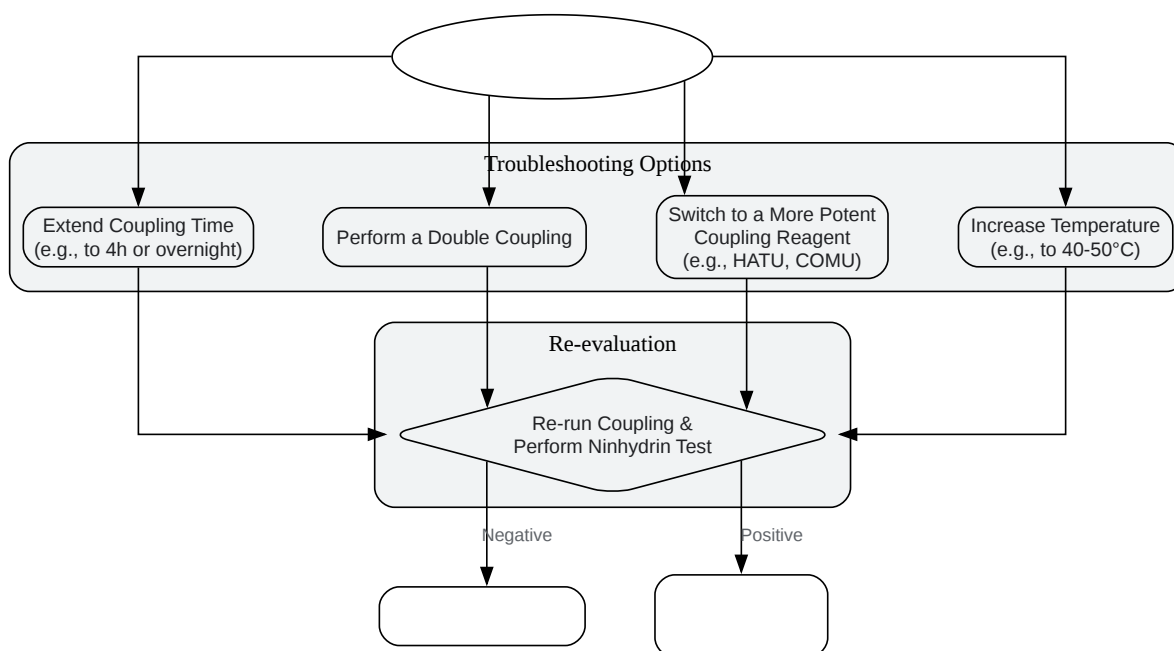 Troubleshooting Options
Extend Coupling Time
(e.g., to 4h or overnight)
Perform a Double Coupling
Switch to a More Potent
Coupling Reagent
(e.g., HATU, COMU)
Increase Temperature
(e.g., to 40-50°C)
Re-evaluation
Re-run Coupling &
Perform Ninhydrin Test
Negative
Positive